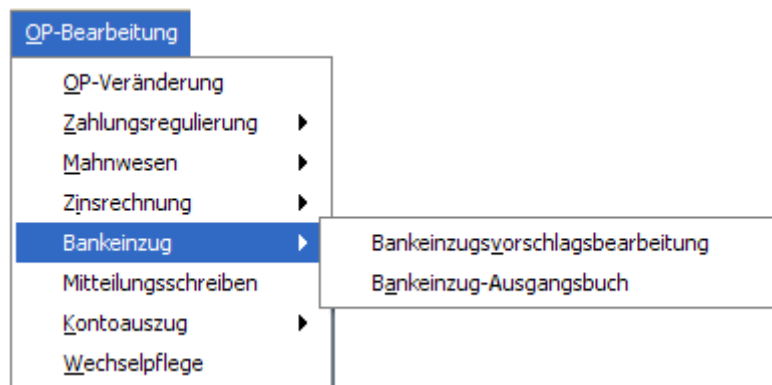 OP-Bearbeitung
OP-Veränderung
Zahlungsregulierung
Mahnwesen
Zinsrechnung
Bankeinzug
Bankeinzugsvorschlagsbearbeitung
Mitteilungsschreiben
Bankeinzug-Ausgangsbuch
Kontoauszug
Wechselpflege